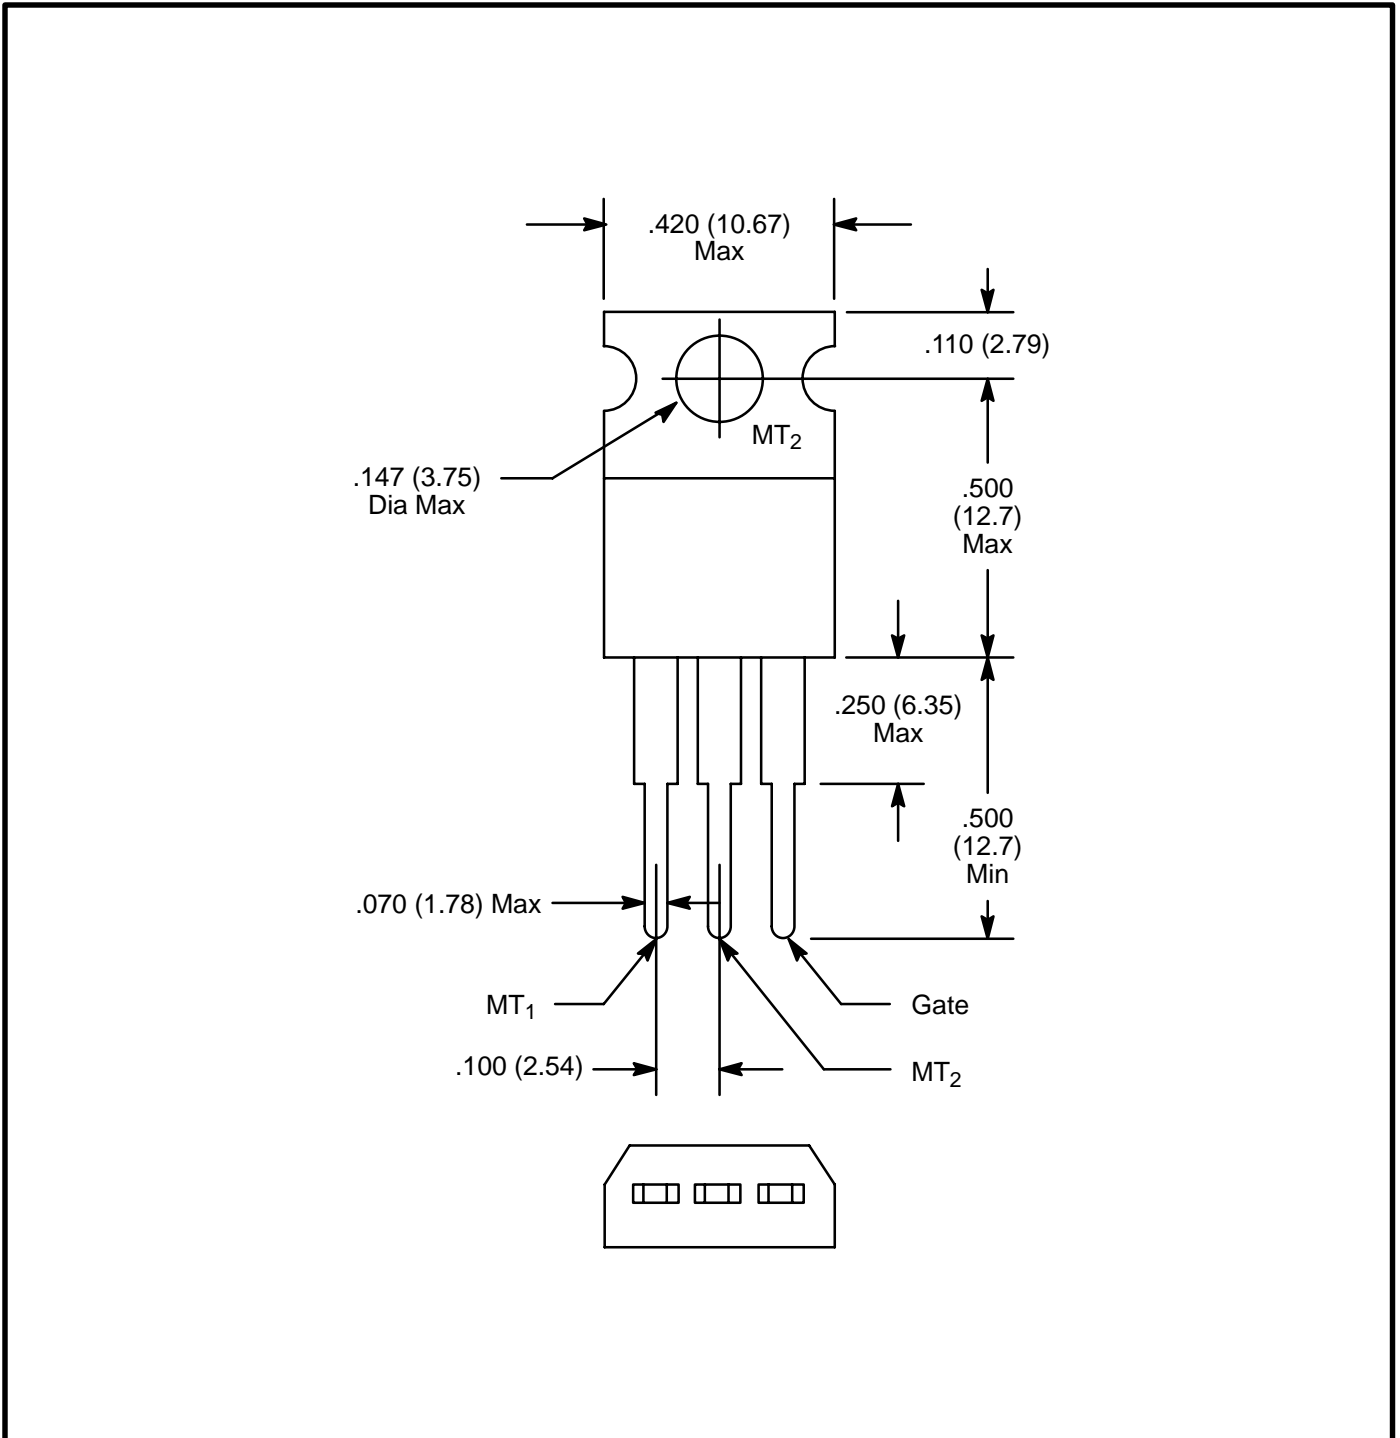 .420 (10.67)
Max
.110 (2.79)
MT2
.147 (3.75)
Dia Max
.500
(12.7)
Max
.250 (6.35)
Max
.500
(12.7)
Min
.070 (1.78) Max
MT1
Gate
.100 (2.54)
MT2